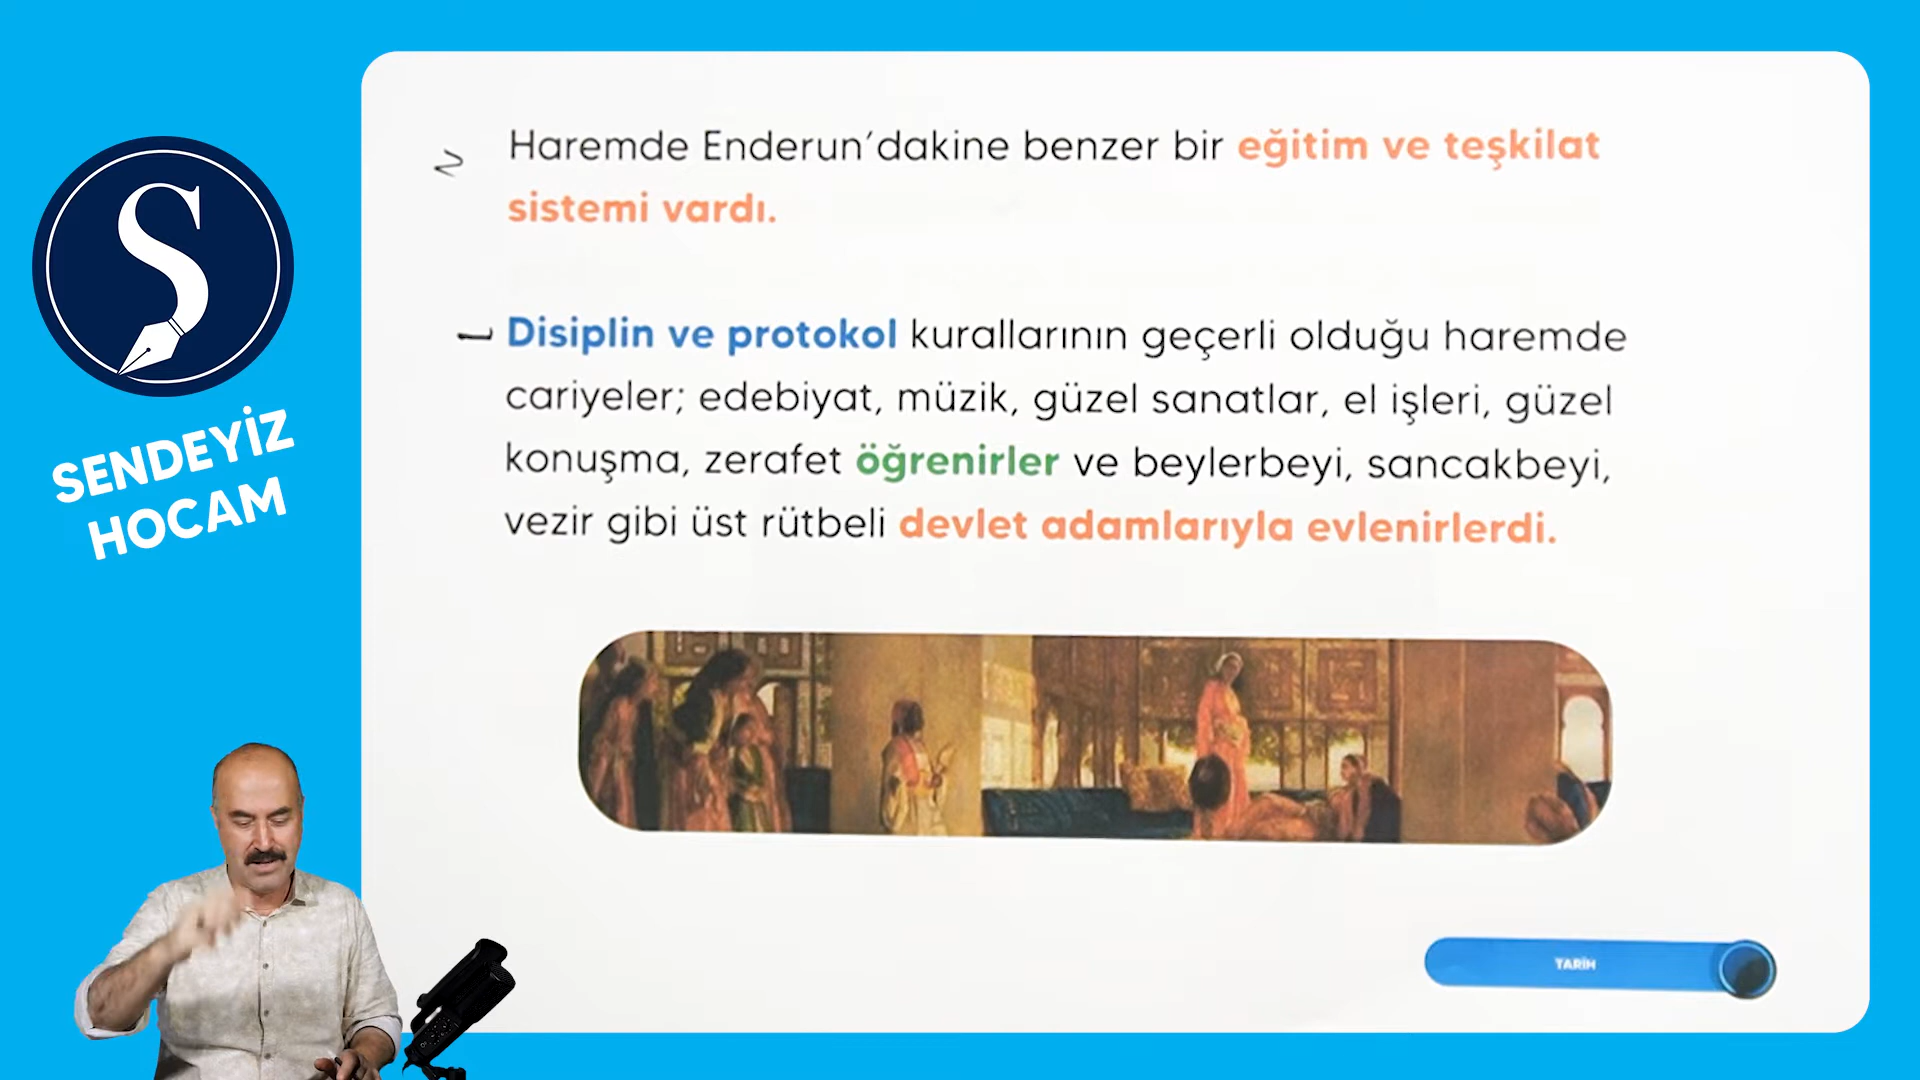 Haremde Enderun'dakine benzer bir eğitim ve teşkilat
sistemi vardı.
Disiplin ve protokol kurallarının geçerli olduğu haremde
cariyeler; edebiyat, müzik, güzel sanatlar, el işleri, güzel
konuşma, zerafet öğrenirler ve beylerbeyi, sancakbeyi,
vezir gibi üst rütbeli devlet adamlarıyla evlenirlerdi.
S
SENDEYİZ
HOCAM
TARİH